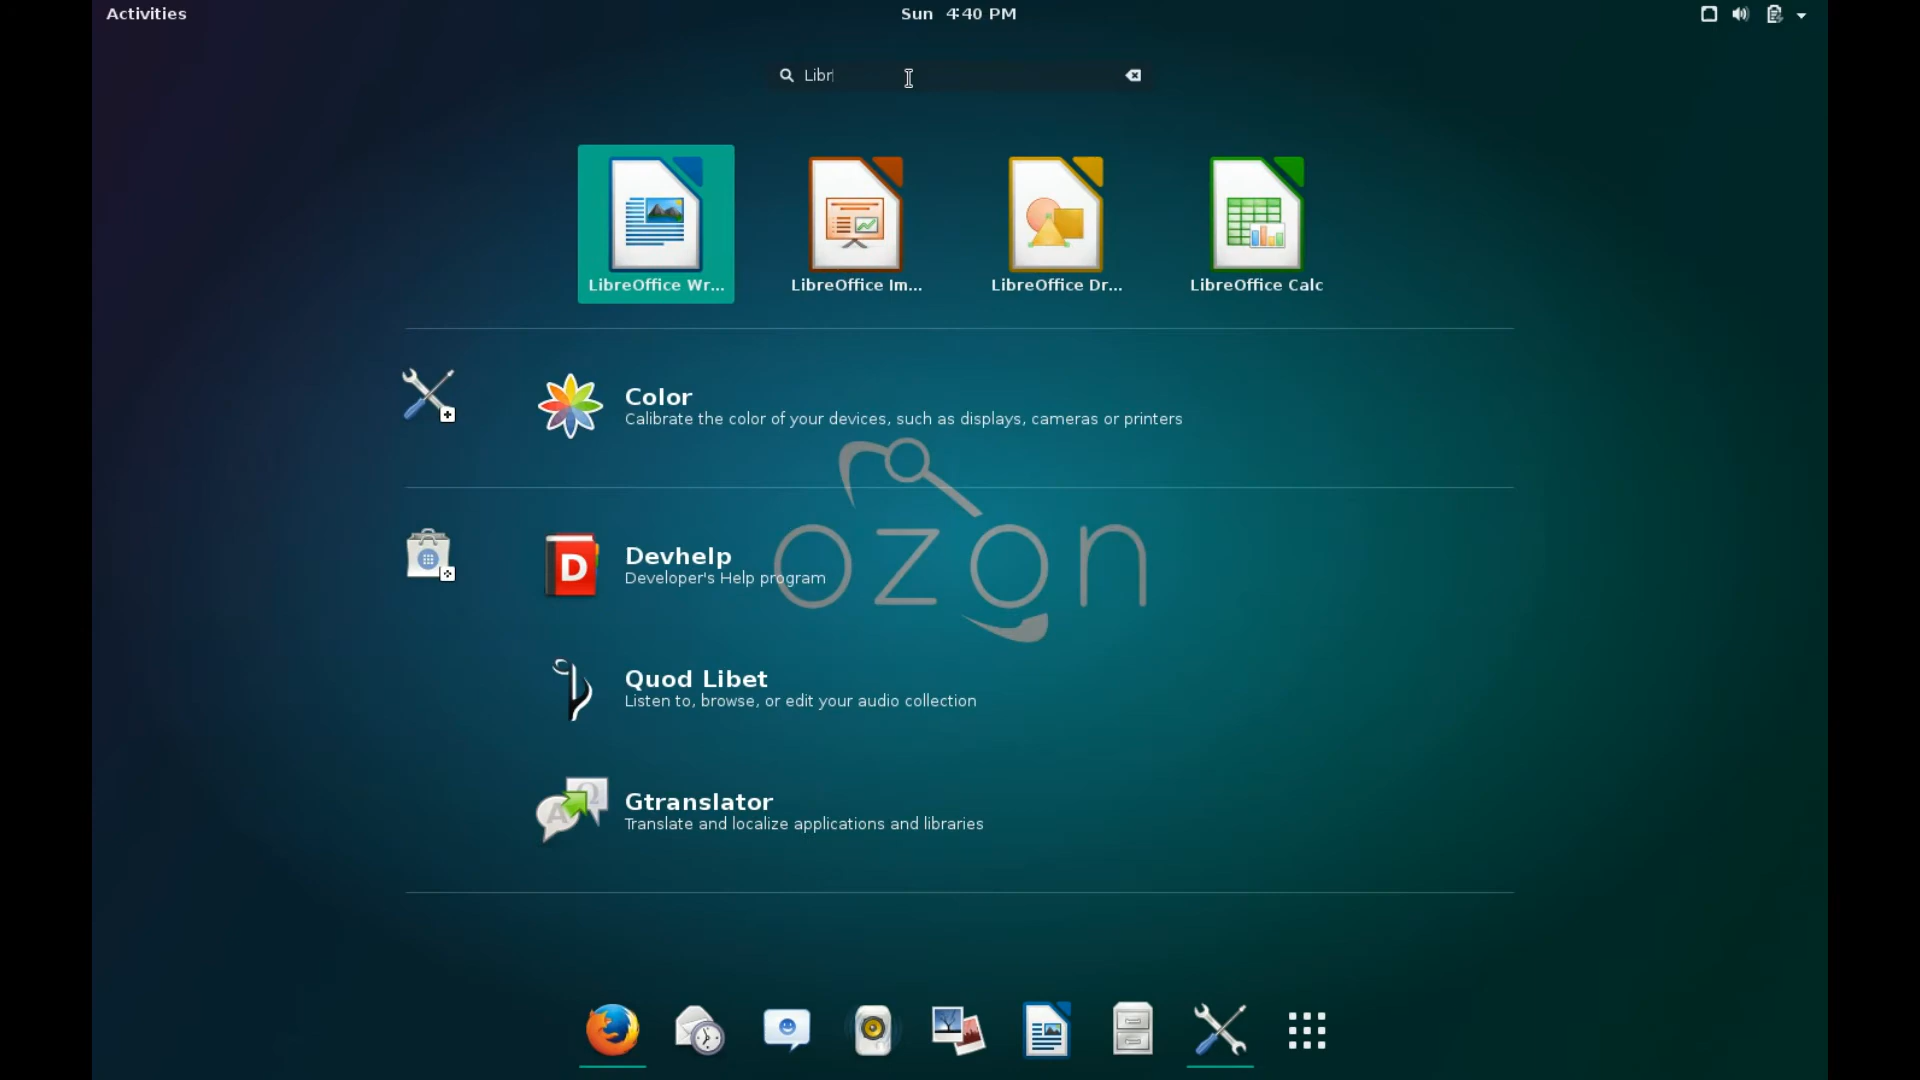 Activities
Sun 4:40 PM
Libr
LibreOffice Wr...
LibreOffice Im...
LibreOffice Dr...
LibreOffice Calc
Color
Calibrate the color of your devices, such as displays, cameras or printers
ozon
Devhelp
Developer's Help program
D
Quod Libet
Listen to, browse, or edit your audio collection
Gtranslator
Translate and localize applications and libraries